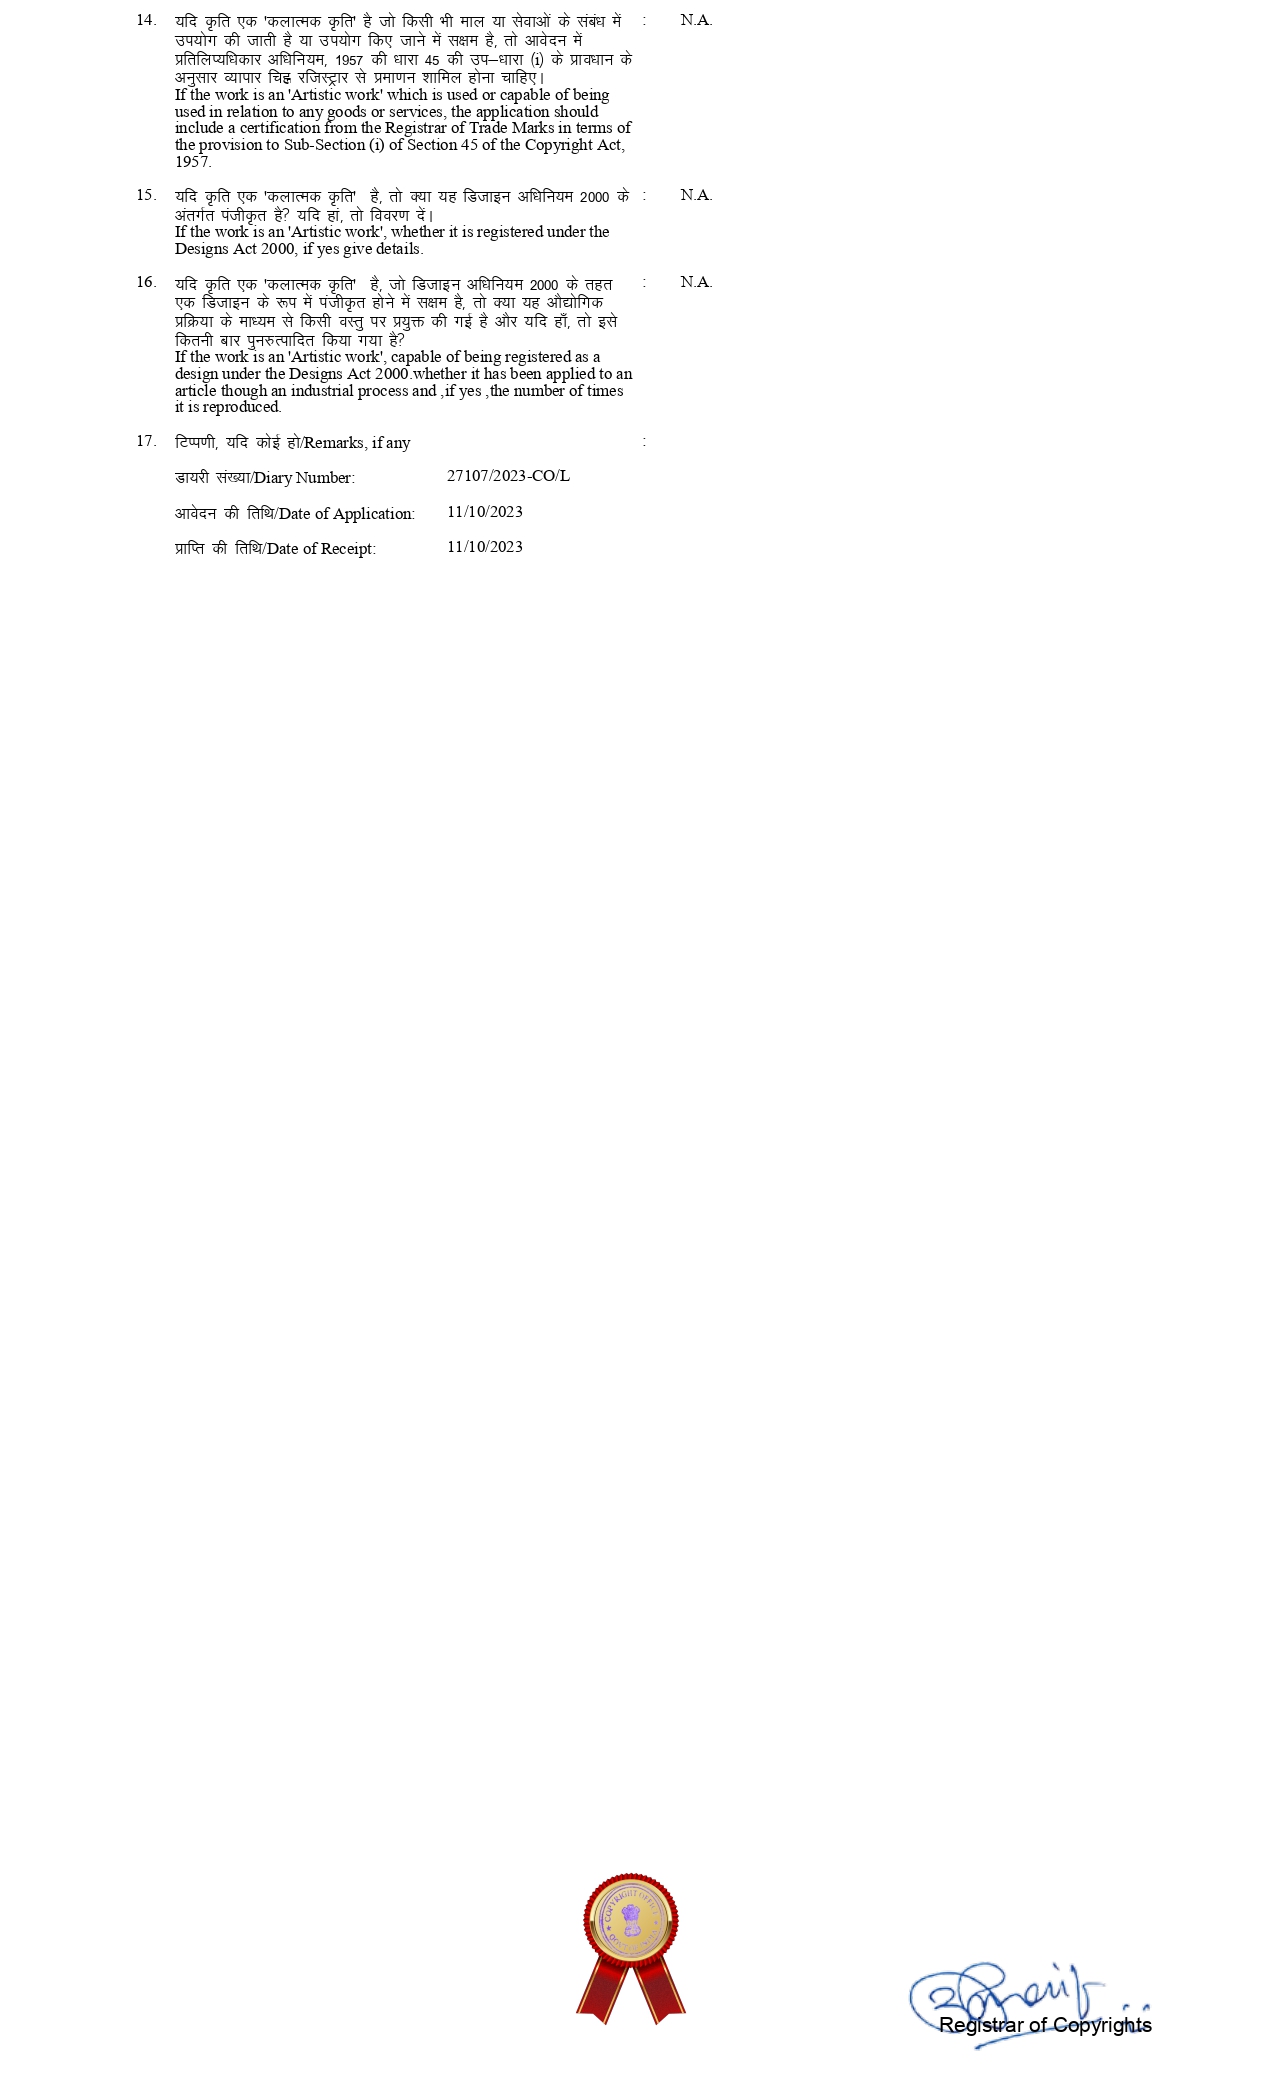 14. यदि कृति एक 'कलात्मक कृति' है जो किसी भी माल या सेवाओं के संबंध में : N.A.
उपयोग की जाती है या उपयोग किए जाने में सक्षम है, तो आवेदन में
प्रतिलिप्यधिकार अधिनियम, 1957 की धारा 45 की उप–धारा (i) के प्रावधान के
अनुसार व्यापार चिह्न रजिस्ट्रार से प्रमाणन शामिल होना चाहिए।
If the work is an 'Artistic work' which is used or capable of being
used in relation to any goods or services, the application should
include a certification from the Registrar of Trade Marks in terms of
the provision to Sub-Section (i) of Section 45 of the Copyright Act,
1957.
15. यदि कृति एक 'कलात्मक कृति' है, तो क्या यह डिजाइन अधिनियम 2000 के : N.A.
अंतर्गत पंजीकृत है? यदि हां, तो विवरण दें।
If the work is an 'Artistic work', whether it is registered under the
Designs Act 2000, if yes give details.
16. यदि कृति एक 'कलात्मक कृति' है, जो डिजाइन अधिनियम 2000 के तहत : N.A.
एक डिजाइन के रूप में पंजीकृत होने में सक्षम है, तो क्या यह औद्योगिक
प्रक्रिया के माध्यम से किसी वस्तु पर प्रयुक्त की गई है और यदि हाँ, तो इसे
कितनी बार पुनरुत्पादित किया गया है?
If the work is an 'Artistic work', capable of being registered as a
design under the Designs Act 2000.whether it has been applied to an
article though an industrial process and ,if yes ,the number of times
it is reproduced.
17. टिप्पणी, यदि कोई हो/Remarks, if any :
डायरी संख्या/Diary Number: 27107/2023-CO/L
आवेदन की तिथि/Date of Application: 11/10/2023
प्राप्ति की तिथि/Date of Receipt: 11/10/2023
COPYRIGHT OFFICE
Registrar of Copyrights